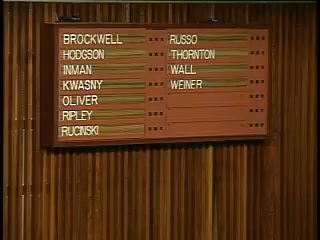 BROCKWELL
HODGSON
INMAN
KWASNY
OLIVER
RIPLEY
RUCINSKI
RUSSO
THORNTON
WALL
WEINER